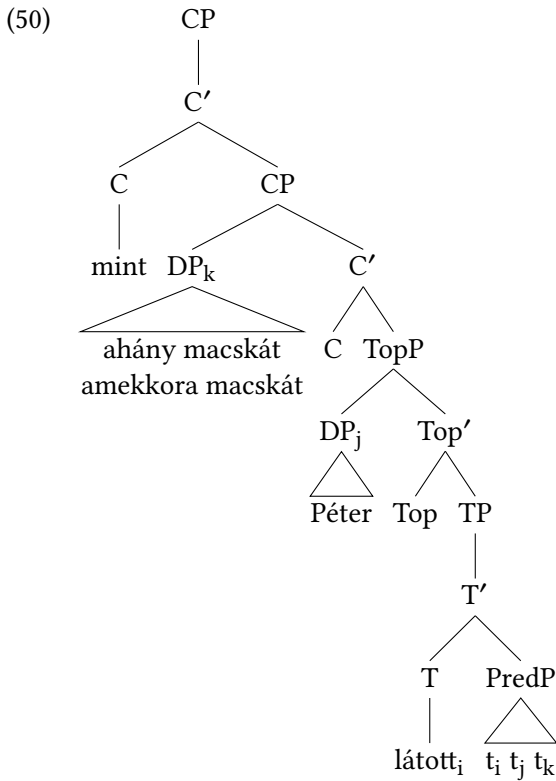 (50)
CP
C′
C CP
mint DPₖ C′
ahány macskát C TopP
amekkora macskát
DPⱼ Top′
Péter Top TP
T′
T PredP
látottᵢ tᵢ tⱼ tₖ